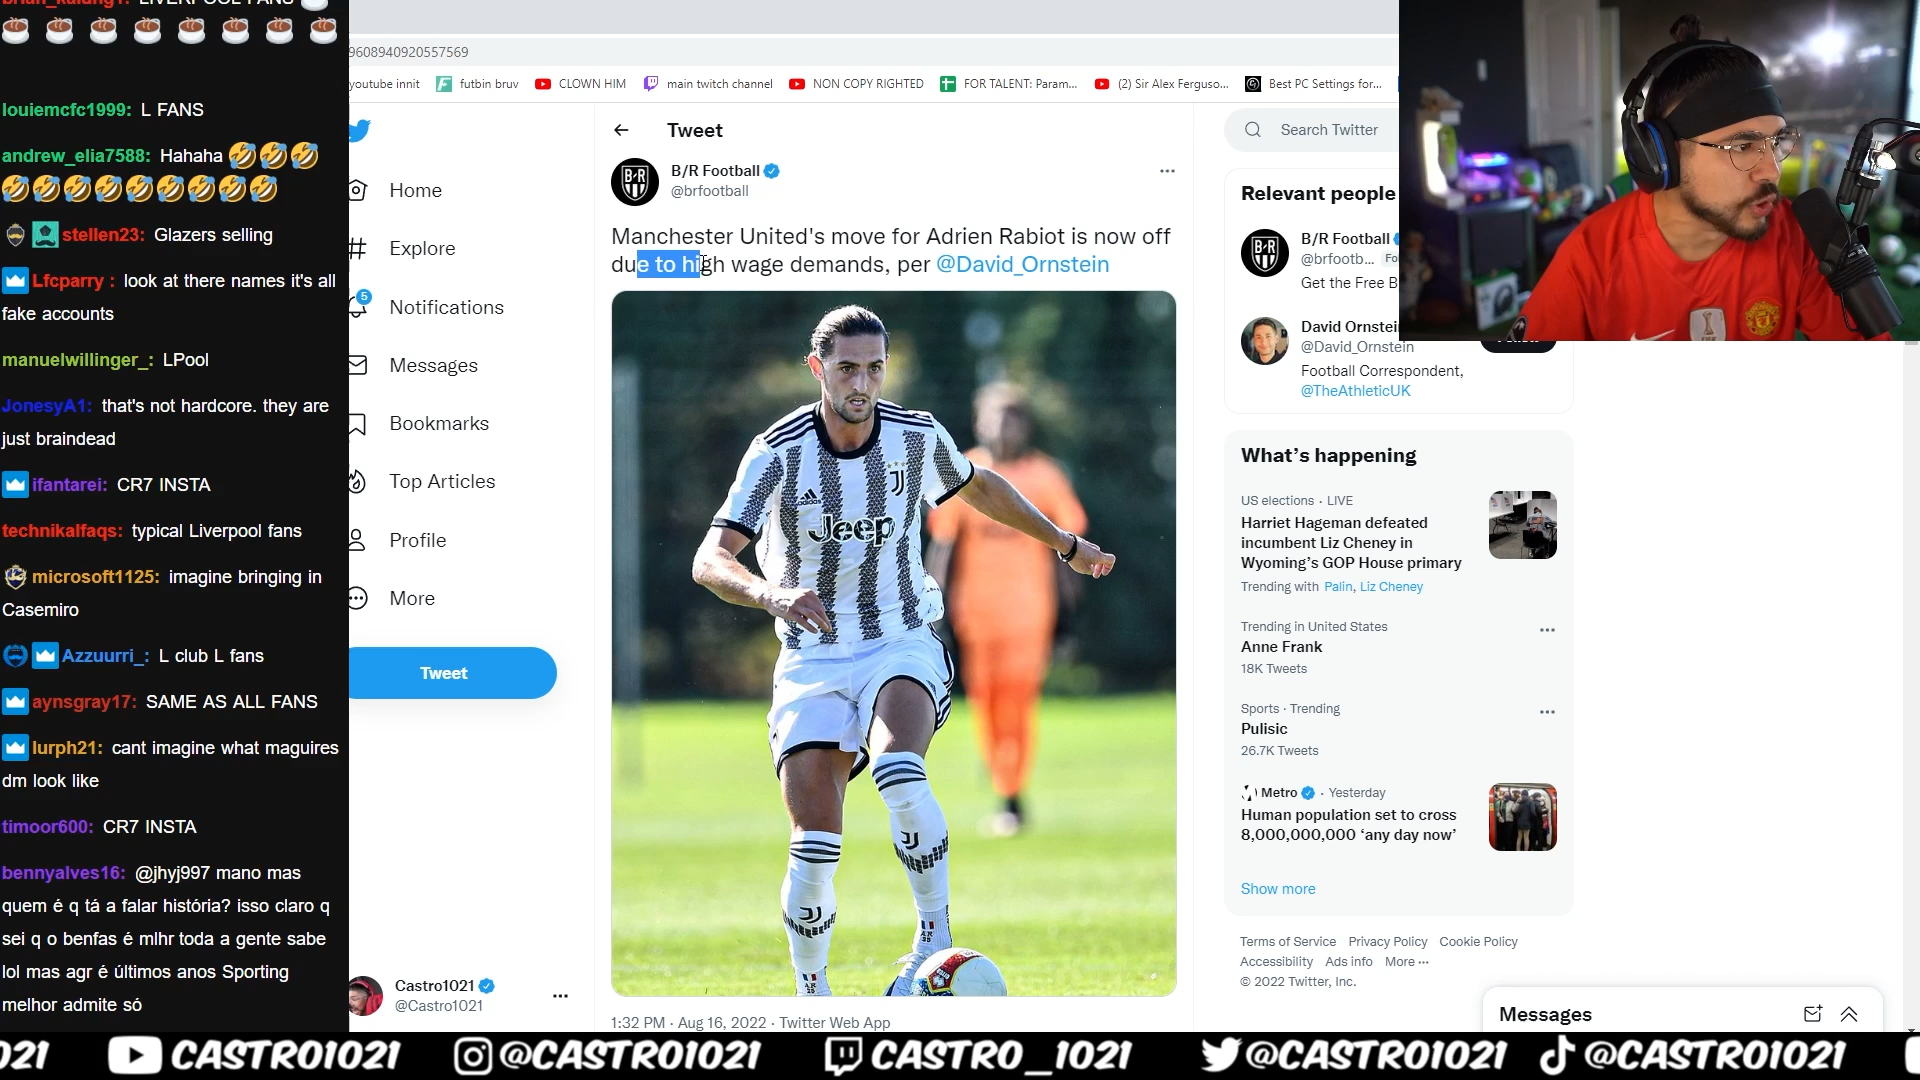 brian_kaidng1: LIVERPOOL FANS
louiemcfc1999: L FANS
andrew_elia7588: Hahaha 🤣🤣🤣
🤣🤣🤣🤣🤣🤣🤣🤣🤣
stellen23: Glazers selling
Lfcparry : look at there names it's all
fake accounts
manuelwillinger_: LPool
JonesyA1: that's not hardcore. they are
just braindead
ifantarei: CR7 INSTA
technikalfaqs: typical Liverpool fans
microsoft1125: imagine bringing in
Casemiro
Azzuurri_: L club L fans
aynsgray17: SAME AS ALL FANS
lurph21: cant imagine what maguires
dm look like
timoor600: CR7 INSTA
bennyalves16: @jhyj997 mano mas
quem é q tá a falar história? isso claro q
sei q o benfas é mlhr toda a gente sabe
lol mas agr é últimos anos Sporting
melhor admite só
9608940920557569
youtube innit
futbin bruv
CLOWN HIM
main twitch channel
NON COPY RIGHTED
FOR TALENT: Param...
(2) Sir Alex Ferguso...
Best PC Settings for...
Home
Explore
5
Notifications
Messages
Bookmarks
Top Articles
Profile
More
Tweet
Castro1021
@Castro1021
Tweet
B/R Football
@brfootball
Manchester United's move for Adrien Rabiot is now off
due to high wage demands, per @David_Ornstein
Jeep
1:32 PM · Aug 16, 2022 · Twitter Web App
Search Twitter
Relevant people
B/R Football
@brfootb... Fo
Get the Free B
David Ornstei
@David_Ornstein
Football Correspondent,
@TheAthleticUK
What's happening
US elections · LIVE
Harriet Hageman defeated
incumbent Liz Cheney in
Wyoming's GOP House primary
Trending with Palin, Liz Cheney
Trending in United States
Anne Frank
18K Tweets
Sports · Trending
Pulisic
26.7K Tweets
Metro · Yesterday
Human population set to cross
8,000,000,000 'any day now'
Show more
Terms of Service Privacy Policy Cookie Policy
Accessibility Ads info More ···
© 2022 Twitter, Inc.
Messages
021 CASTRO1021 @CASTRO1021 CASTRO_1021 @CASTRO1021 @CASTRO1021